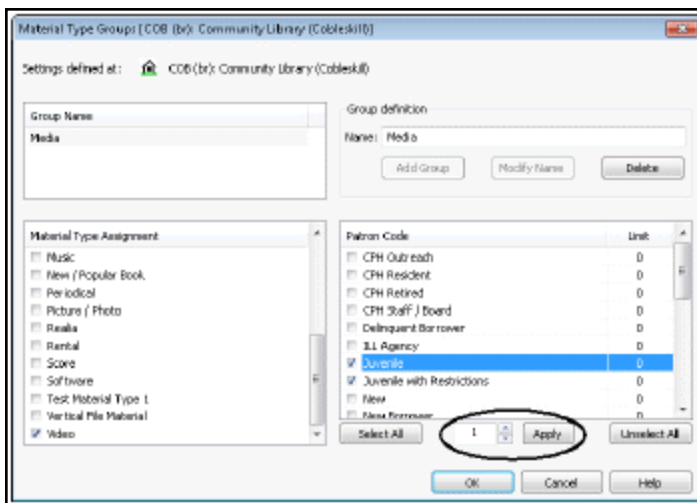 Material Type Groups [COB (br): Community Library (Cobleskill)]
Settings defined at: COB (br): Community Library (Cobleskill)
Group Name
Media
Group definition
Name: Media
Add Group Modify Name Delete
Material Type Assignment
Music
New / Popular Book
Periodical
Picture / Photo
Realia
Rental
Score
Software
Test Material Type 1
Vertical File Material
Video
Patron Code Limit
CPH Outreach 0
CPH Resident 0
CPH Retired 0
CPH Staff / Board 0
Delinquent Borrower 0
ILL Agency 0
Juvenile 0
Juvenile with Restrictions 0
New 0
New Borrower 0
Select All 1 Apply Unselect All
OK Cancel Help